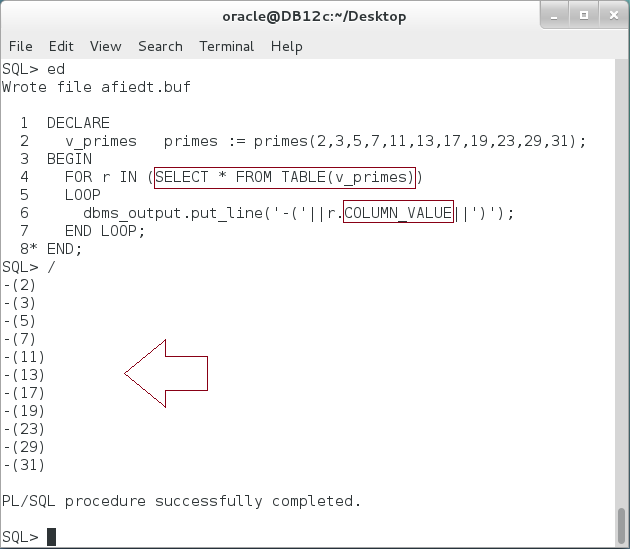 oracle@DB12c:~/Desktop
File Edit View Search Terminal Help
SQL> ed
Wrote file afiedt.buf
1 DECLARE
2 v_primes primes := primes(2,3,5,7,11,13,17,19,23,29,31);
3 BEGIN
4 FOR r IN (SELECT * FROM TABLE(v_primes))
5 LOOP
6 dbms_output.put_line('-('||r.COLUMN_VALUE||')');
7 END LOOP;
8* END;
SQL> /
-(2)
-(3)
-(5)
-(7)
-(11)
-(13)
-(17)
-(19)
-(23)
-(29)
-(31)
PL/SQL procedure successfully completed.
SQL>